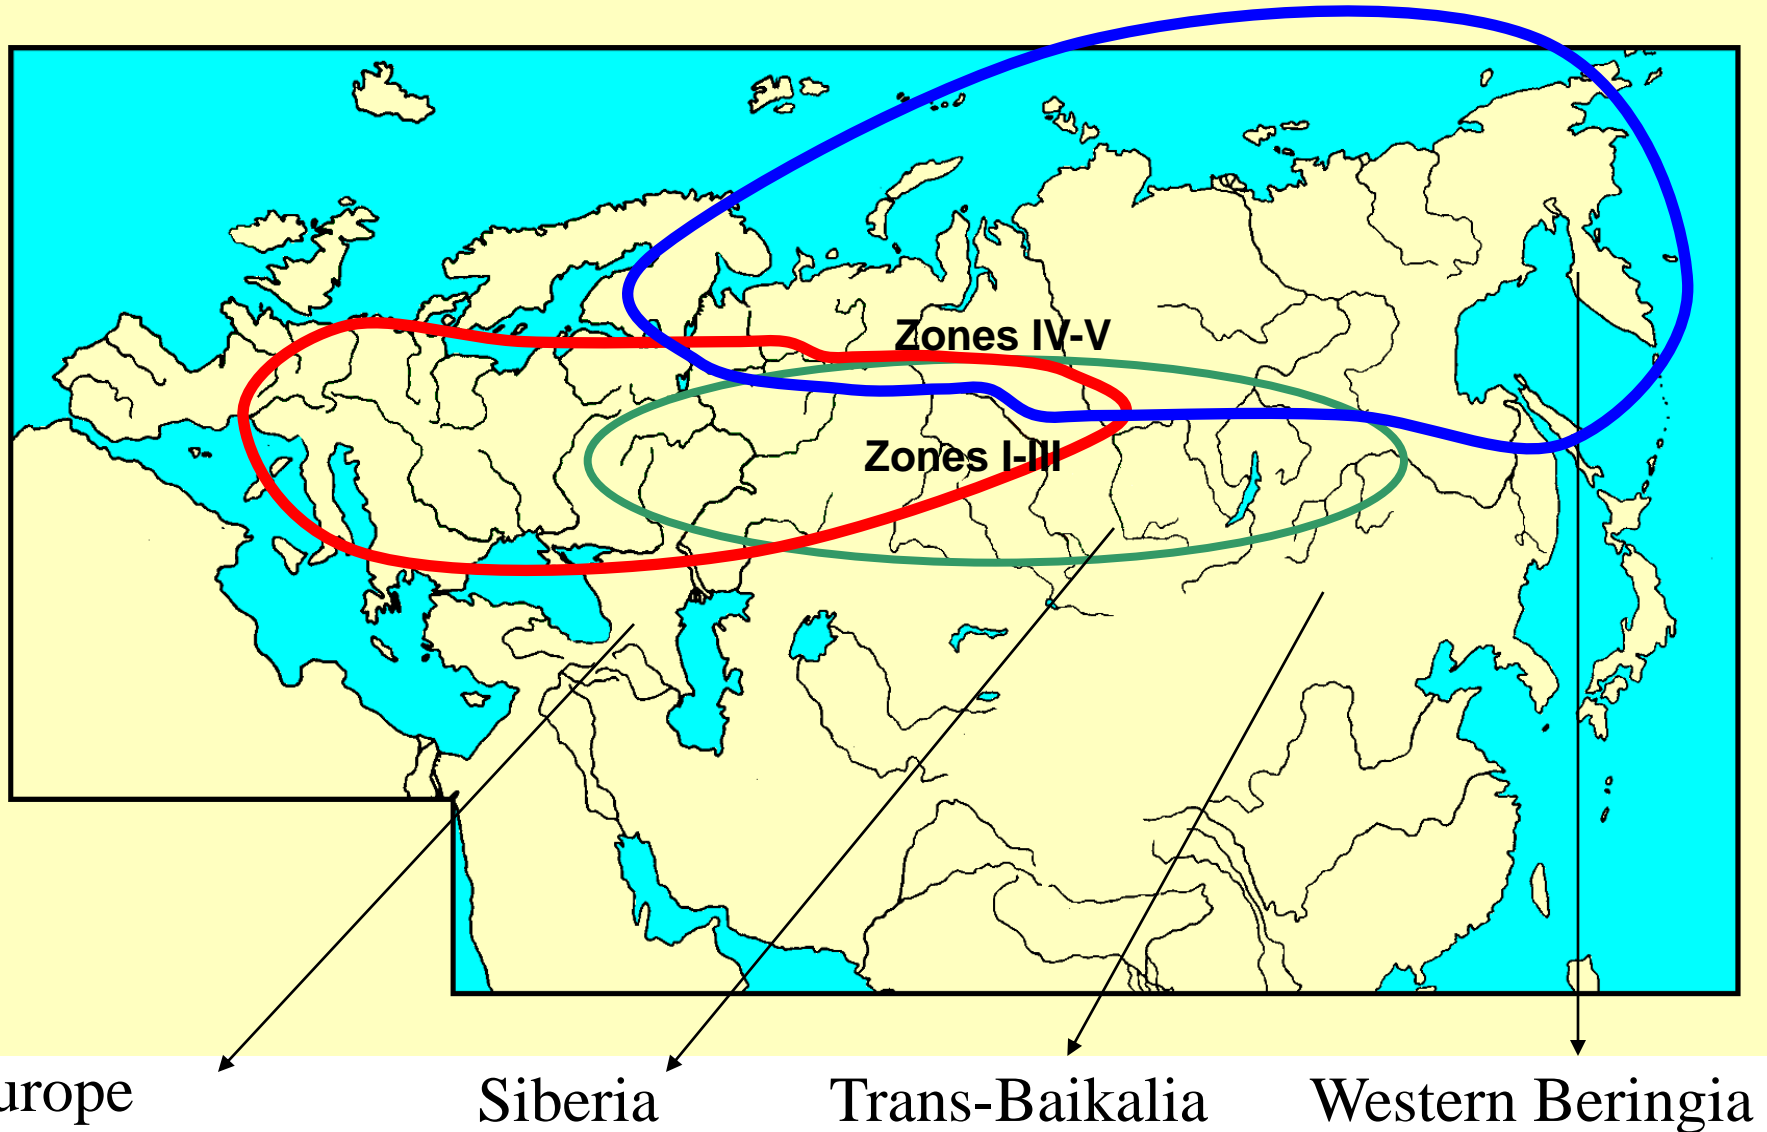 Zones IV-V
Zones I-III
urope
Siberia
Trans-Baikalia
Western Beringia